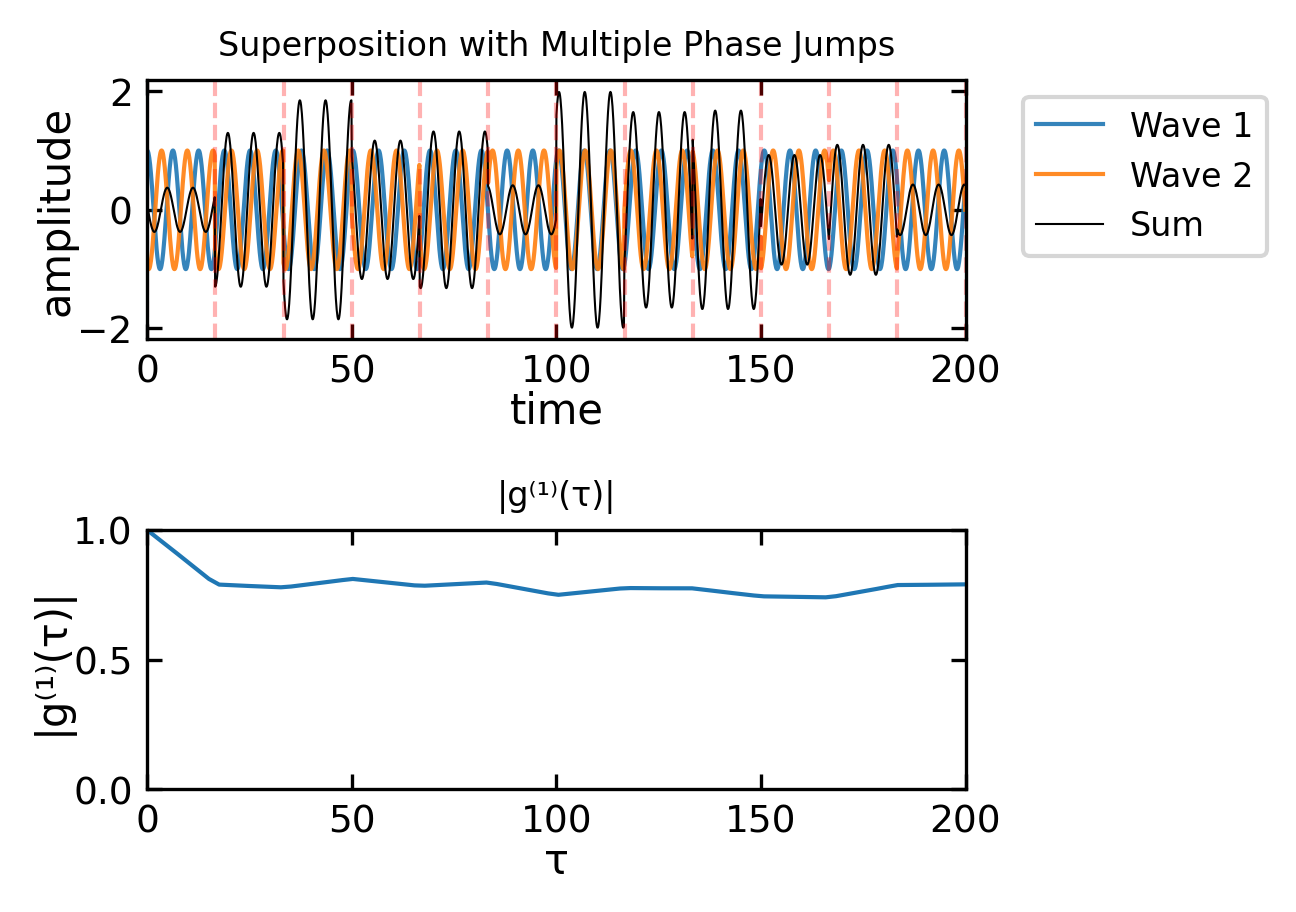 Superposition with Multiple Phase Jumps
amplitude
2
0
−2
0
50
100
150
200
time
Wave 1
Wave 2
Sum
|g⁽¹⁾(τ)|
|g⁽¹⁾(τ)|
1.0
0.5
0.0
0
50
100
150
200
τ